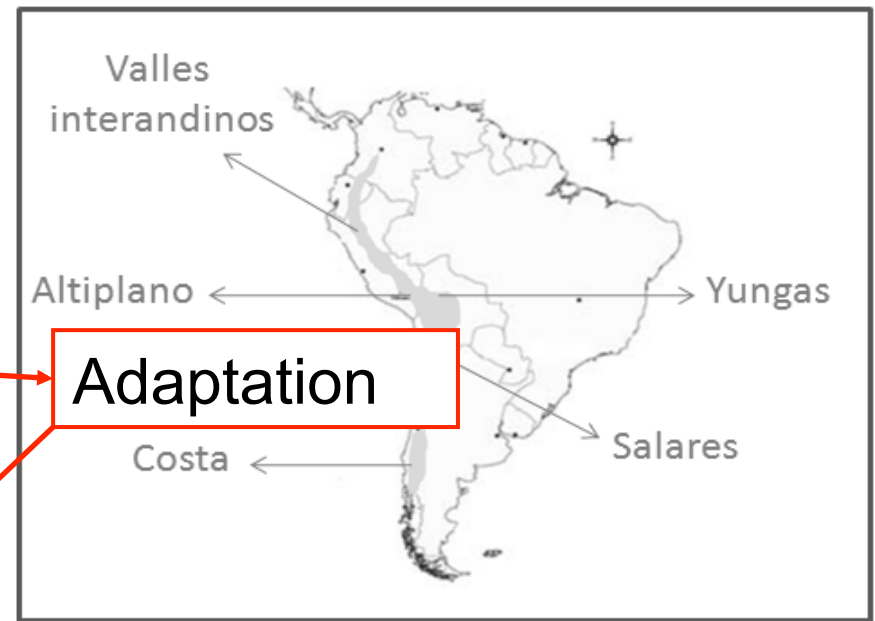 Valles
interandinos
Altiplano
Yungas
Adaptation
Costa
Salares